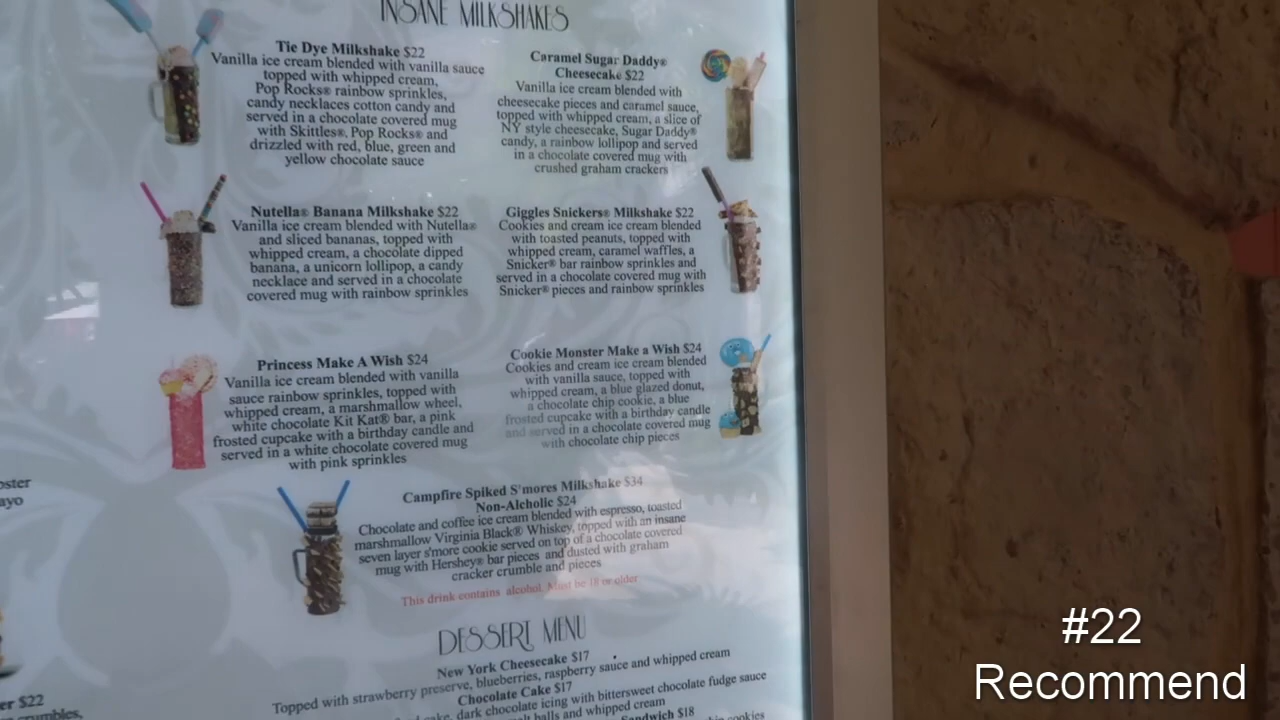 INSANE MILKSHAKES
Tie Dye Milkshake $22
Vanilla ice cream blended with vanilla sauce
topped with whipped cream,
Pop Rocks® rainbow sprinkles,
candy necklaces cotton candy and
served in a chocolate covered mug
with Skittles®, Pop Rocks® and
drizzled with red, blue, green and
yellow chocolate sauce
Caramel Sugar Daddy®
Cheesecake $22
Vanilla ice cream blended with
cheesecake pieces and caramel sauce,
topped with whipped cream, a slice of
NY style cheesecake, Sugar Daddy®
candy, a rainbow lollipop and served
in a chocolate covered mug with
crushed graham crackers
Nutella® Banana Milkshake $22
Vanilla ice cream blended with Nutella®
and sliced bananas, topped with
whipped cream, a chocolate dipped
banana, a unicorn lollipop, a candy
necklace and served in a chocolate
covered mug with rainbow sprinkles
Giggles Snickers® Milkshake $22
Cookies and cream ice cream blended
with toasted peanuts, topped with
whipped cream, caramel waffles, a
Snicker® bar rainbow sprinkles and
served in a chocolate covered mug with
Snicker® pieces and rainbow sprinkles
Princess Make A Wish $24
Vanilla ice cream blended with vanilla
sauce rainbow sprinkles, topped with
whipped cream, a marshmallow wheel,
white chocolate Kit Kat® bar, a pink
frosted cupcake with a birthday candle and
served in a white chocolate covered mug
with pink sprinkles
Cookie Monster Make a Wish $24
Cookies and cream ice cream blended
with vanilla sauce, topped with
whipped cream, a blue glazed donut,
a chocolate chip cookie, a blue
frosted cupcake with a birthday candle
and served in a chocolate covered mug
with chocolate chip pieces
Campfire Spiked S'mores Milkshake $34
Non-Alcholic $24
Chocolate and coffee ice cream blended with espresso, toasted
marshmallow Virginia Black® Whiskey, topped with an insane
seven layer s'more cookie served on top of a chocolate covered
mug with Hershey® bar pieces and dusted with graham
cracker crumble and pieces
This drink contains alcohol. Must be 18 or older
DESSERT MENU
New York Cheesecake $17
Topped with strawberry preserve, blueberries, raspberry sauce and whipped cream
Chocolate Cake $17
cake, dark chocolate icing with bittersweet chocolate fudge sauce
balls and whipped cream
Sandwich $18
cookies
$22
#22
Recommend